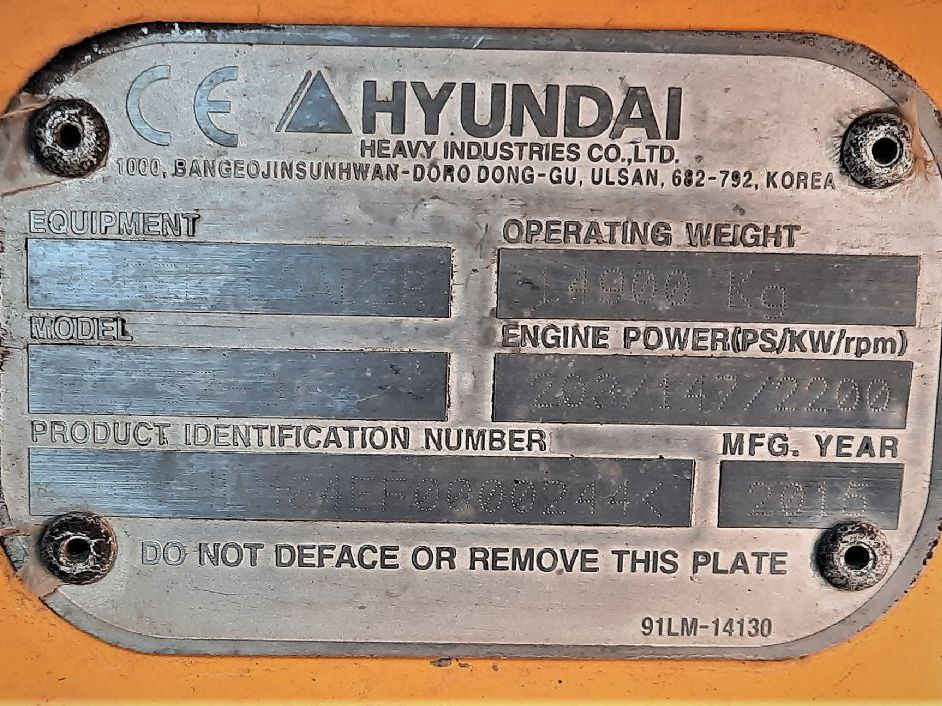 CE HYUNDAI
HEAVY INDUSTRIES CO.,LTD.
1000, BANGEOJINSUNHWAN-DORO DONG-GU, ULSAN, 682-792, KOREA
EQUIPMENT OPERATING WEIGHT
14900 Kg
MODEL ENGINE POWER(PS/KW/rpm)
203/147/2200
PRODUCT IDENTIFICATION NUMBER MFG. YEAR
2015
DO NOT DEFACE OR REMOVE THIS PLATE
91LM-14130